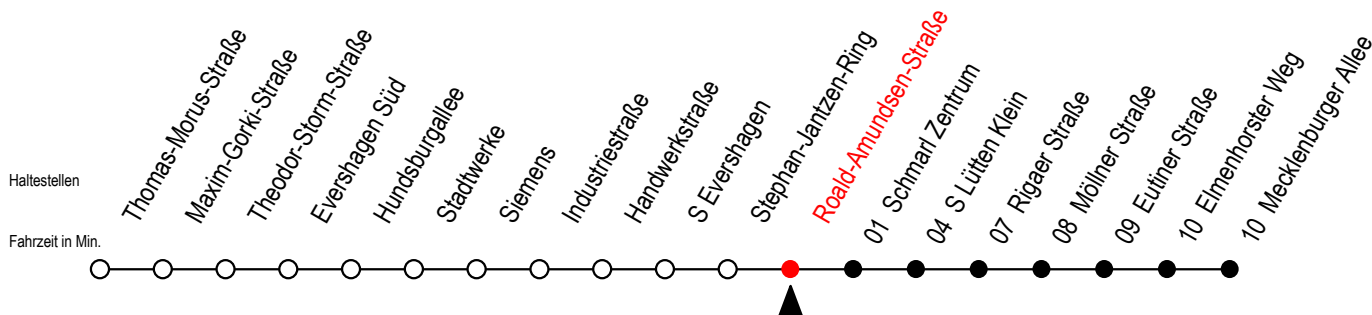 Haltestellen
Fahrzeit in Min.
Thomas-Morus-Straße
Maxim-Gorki-Straße
Theodor-Storm-Straße
Evershagen Süd
Hundsburgallee
Stadtwerke
Siemens
Industriestraße
Handwerkstraße
S Evershagen
Stephan-Jantzen-Ring
Roald-Amundsen-Straße
01 Schmarl Zentrum
04 S Lütten Klein
07 Rigaer Straße
08 Möllner Straße
09 Eutiner Straße
10 Elmenhorster Weg
10 Mecklenburger Allee